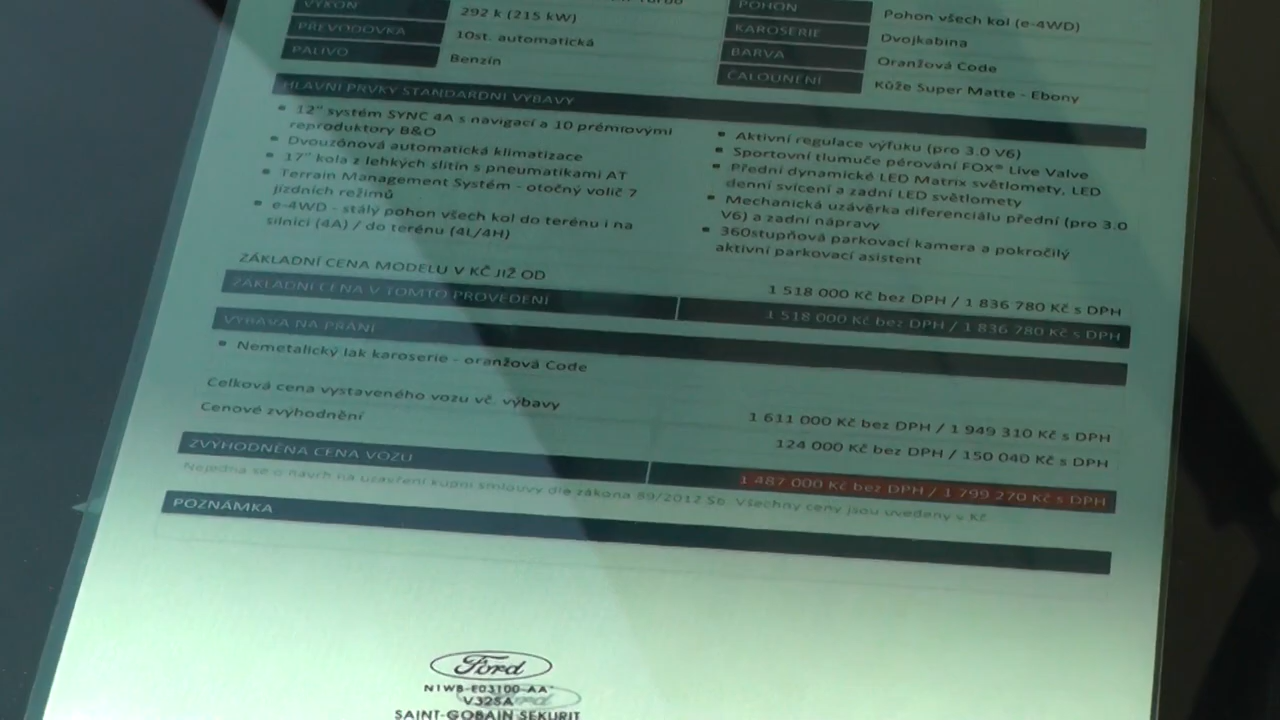 Turbo
VÝKON 292 k (215 kW)
PŘEVODOVKA 10st. automatická
PALIVO Benzín
POHON Pohon všech kol (e-4WD)
KAROSERIE Dvojkabina
BARVA Oranžová Code
ČALOUNĚNÍ Kůže Super Matte - Ebony
HLAVNÍ PRVKY STANDARDNÍ VÝBAVY
▪ 12" systém SYNC 4A s navigací a 10 prémiovými
reproduktory B&O
▪ Dvouzónová automatická klimatizace
▪ 17" kola z lehkých slitin s pneumatikami AT
▪ Terrain Management Systém - otočný volič 7
jízdních režimů
▪ e-4WD - stálý pohon všech kol do terénu i na
silnici (4A) / do terénu (4L/4H)
▪ Aktivní regulace výfuku (pro 3.0 V6)
▪ Sportovní tlumuče pérování FOX® Live Valve
▪ Přední dynamické LED Matrix světlomety, LED
denní svícení a zadní LED světlomety
▪ Mechanická uzávěrka diferenciálu přední (pro 3.0
V6) a zadní nápravy
▪ 360stupňová parkovací kamera a pokročilý
aktivní parkovací asistent
ZÁKLADNÍ CENA MODELU V KČ JIŽ OD 1 518 000 Kč bez DPH / 1 836 780 Kč s DPH
ZÁKLADNÍ CENA V TOMTO PROVEDENÍ 1 518 000 Kč bez DPH / 1 836 780 Kč s DPH
VÝBAVA NA PŘÁNÍ
▪ Nemetalický lak karoserie - oranžová Code
Celková cena vystaveného vozu vč. výbavy 1 611 000 Kč bez DPH / 1 949 310 Kč s DPH
Cenové zvýhodnění 124 000 Kč bez DPH / 150 040 Kč s DPH
ZVÝHODNĚNÁ CENA VOZU 1 487 000 Kč bez DPH / 1 799 270 Kč s DPH
Nejedná se o návrh na uzavření kupní smlouvy dle zákona 89/2012 Sb. Všechny ceny jsou uvedeny v Kč
POZNÁMKA
Ford
N1WB-E03100-AA
V32SA
SAINT-GOBAIN SEKURIT